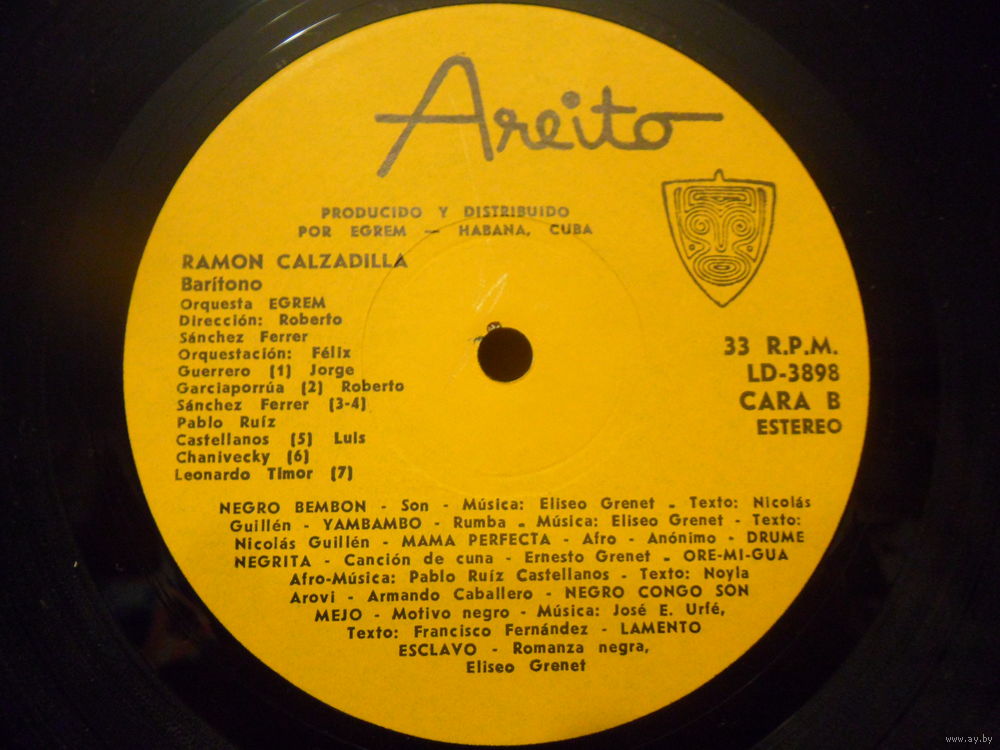 Areito
PRODUCIDO Y DISTRIBUIDO
POR EGREM — HABANA, CUBA
RAMON CALZADILLA
Barítono
Orquesta EGREM
Dirección: Roberto
Sánchez Ferrer
Orquestación: Félix
Guerrero (1) Jorge
Garciaporrúa (2) Roberto
Sánchez Ferrer (3-4)
Pablo Ruíz
Castellanos (5) Luis
Chanivecky (6)
Leonardo Timor (7)
33 R.P.M.
LD-3898
CARA B
ESTEREO
NEGRO BEMBON - Son - Música: Eliseo Grenet - Texto: Nicolás
Guillén - YAMBAMBO - Rumba - Música: Eliseo Grenet - Texto:
Nicolás Guillén - MAMA PERFECTA - Afro - Anónimo - DRUME
NEGRITA - Canción de cuna - Ernesto Grenet - ORE-MI-GUA
Afro-Música: Pablo Ruíz Castellanos - Texto: Noyla
Arovi - Armando Caballero - NEGRO CONGO SON
MEJO - Motivo negro - Música: José E. Urfé,
Texto: Francisco Fernández - LAMENTO
ESCLAVO - Romanza negra,
Eliseo Grenet
www.ay.by